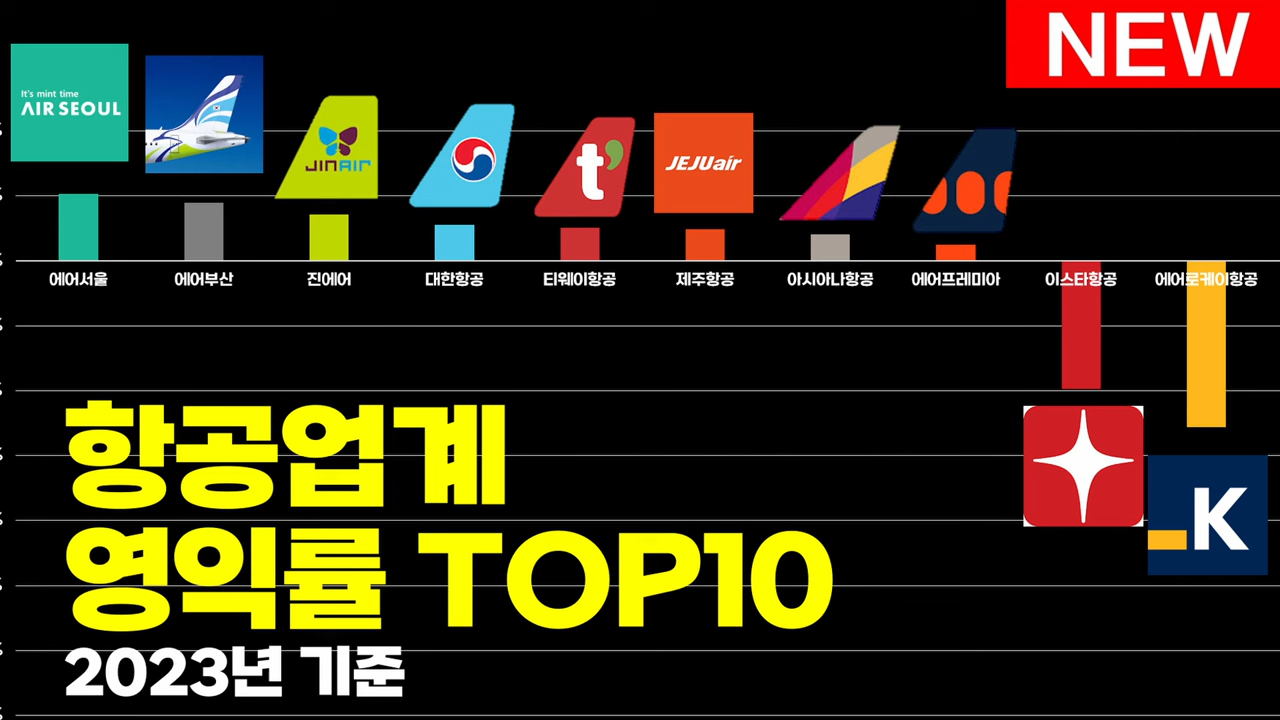 NEW
It's mint time
AIR SEOUL
JINAIR
t'
JEJUair
에어서울
에어부산
진에어
대한항공
티웨이항공
제주항공
아시아나항공
에어프레미아
이스타항공
에어로케이항공
항공업계
영익률 TOP10
2023년 기준
K